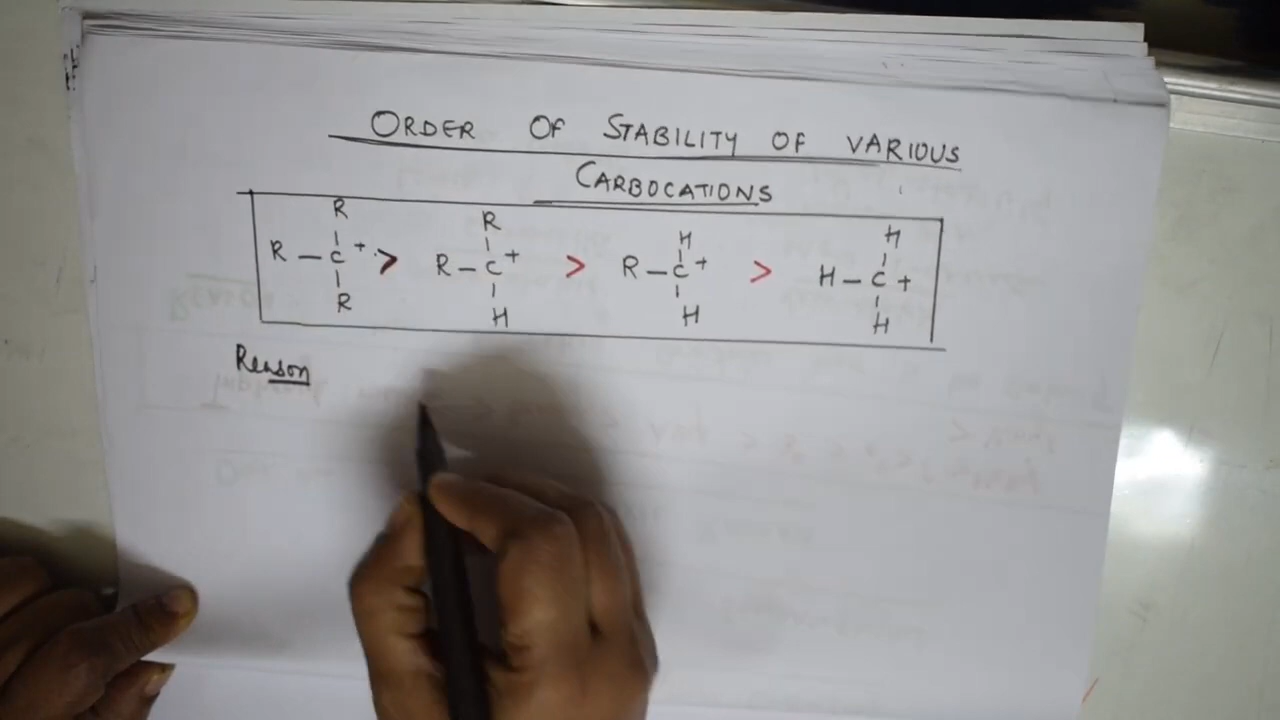 ORDER OF STABILITY OF VARIOUS
CARBOCATIONS
R R H H
R – C + > R – C + > R – C + > H – C +
R H H H
Reason